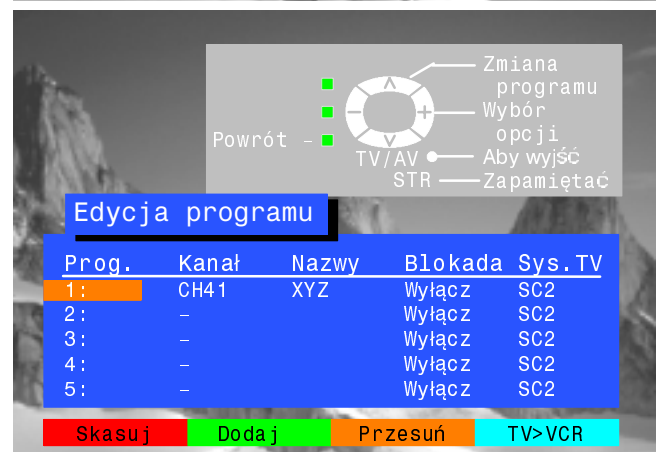 Zmiana
programu
Wybór
opcji
Powrót –
TV/AV
Aby wyjść
STR
Zapamiętać
Edycja programu
Prog. Kanał Nazwy Blokada Sys.TV
1: CH41 XYZ Wyłącz SC2
2: – Wyłącz SC2
3: – Wyłącz SC2
4: – Wyłącz SC2
5: – Wyłącz SC2
Skasuj Dodaj Przesuń TV>VCR